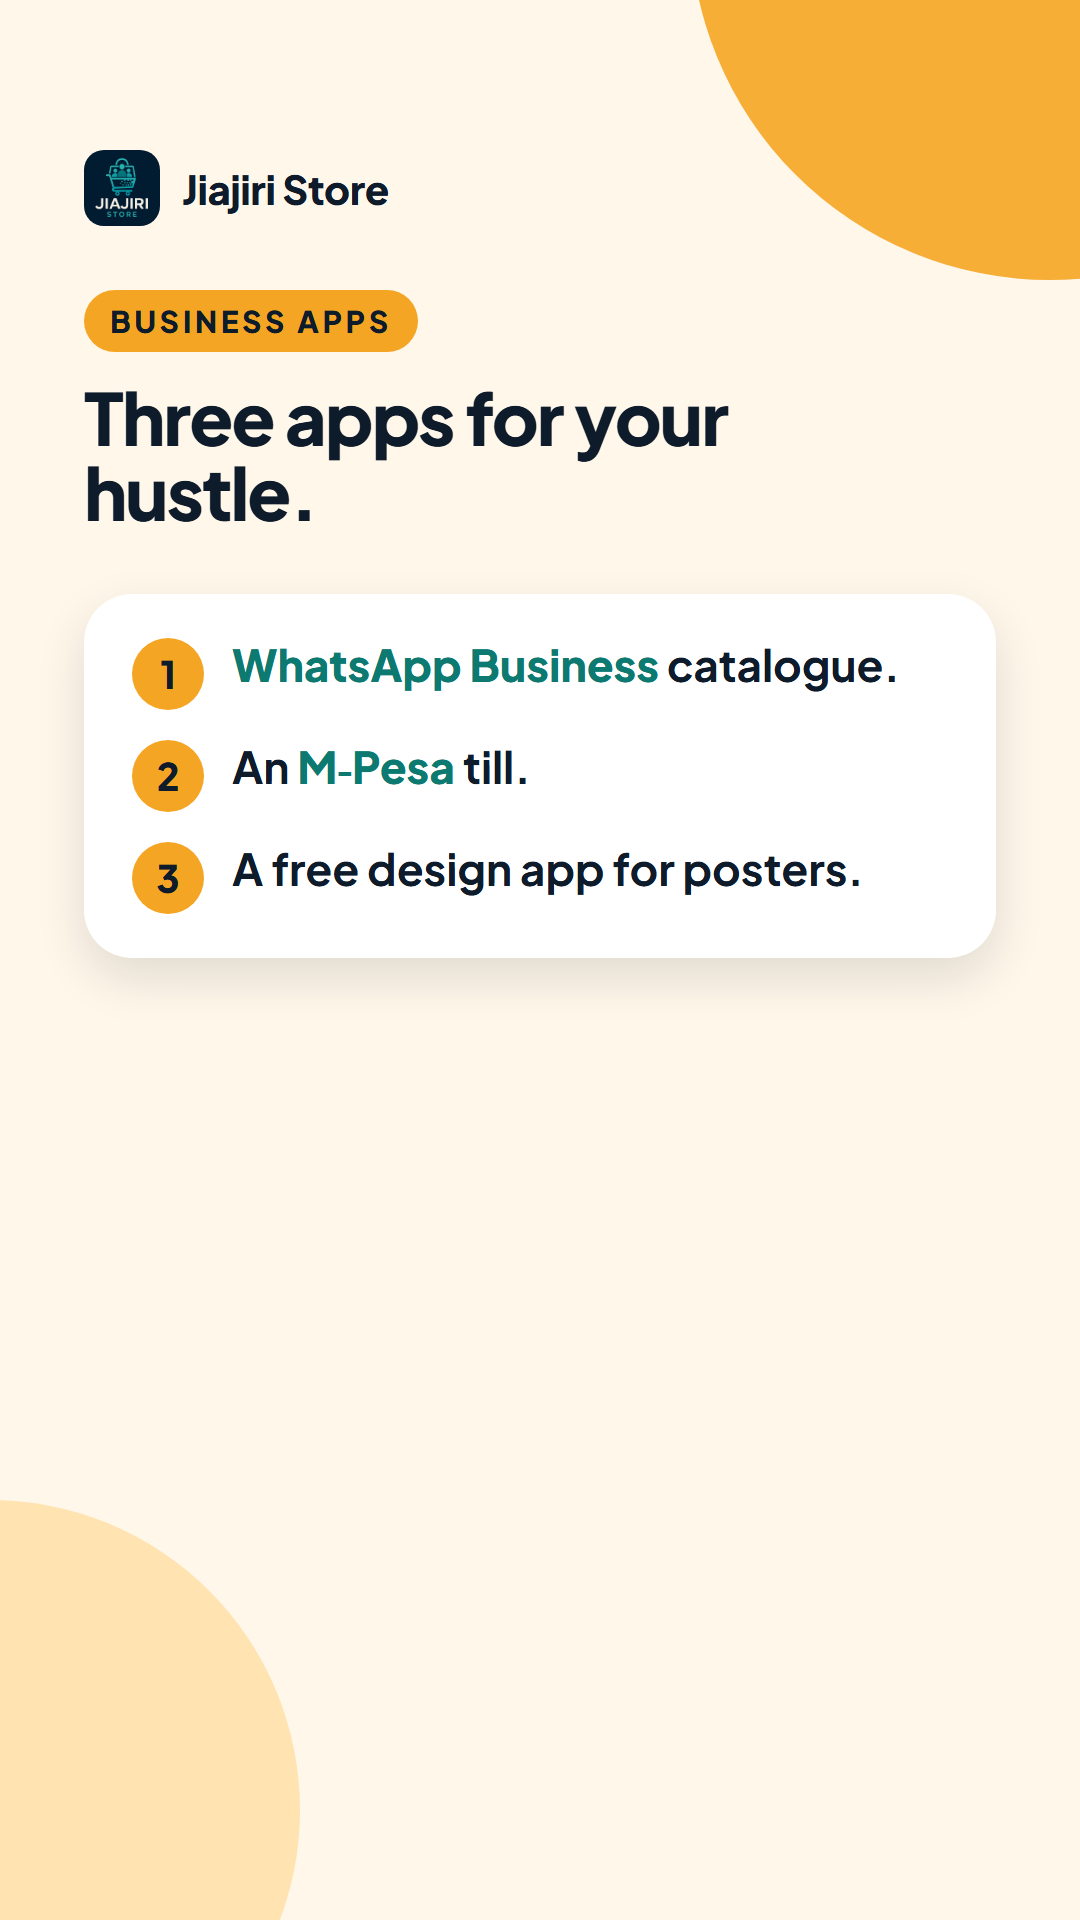 JIAJIRI
STORE
Jiajiri Store
BUSINESS APPS
Three apps for your
hustle.
1 WhatsApp Business catalogue.
2 An M-Pesa till.
3 A free design app for posters.